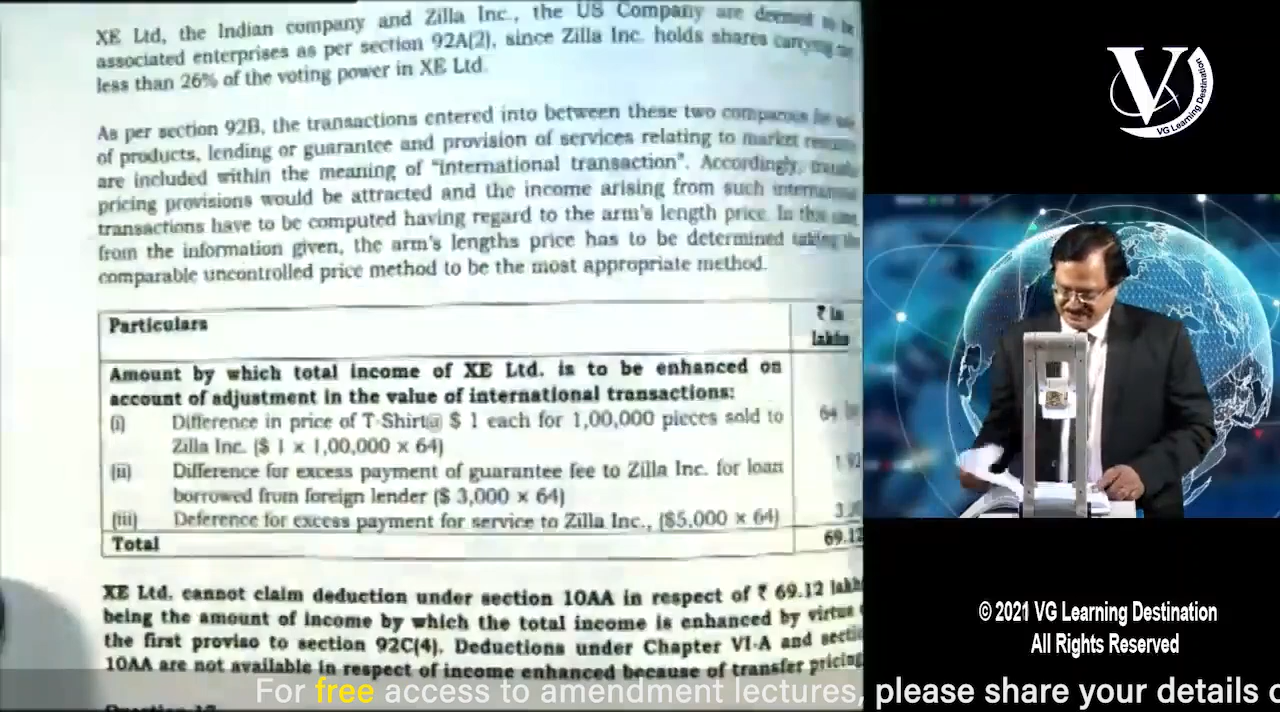 XE Ltd, the Indian company and Zilla Inc., the US Company are deemed to be
associated enterprises as per section 92A(2), since Zilla Inc. holds shares carrying not
less than 26% of the voting power in XE Ltd.
As per section 92B, the transactions entered into between these two companies for sale
of products, lending or guarantee and provision of services relating to market
are included within the meaning of "international transaction". Accordingly,
pricing provisions would be attracted and the income arising from such
transactions have to be computed having regard to the arm's length price. In this case
from the information given, the arm's lengths price has to be determined taking the
comparable uncontrolled price method to be the most appropriate method.
Particulars
₹ in
lakhs
Amount by which total income of XE Ltd. is to be enhanced on
account of adjustment in the value of international transactions:
(i) Difference in price of T-Shirt@ $ 1 each for 1,00,000 pieces sold to 64
Zilla Inc. ($ 1 x 1,00,000 x 64)
(ii) Difference for excess payment of guarantee fee to Zilla Inc. for loan 1.92
borrowed from foreign lender ($ 3,000 × 64)
(iii) Deference for excess payment for service to Zilla Inc., ($5,000 × 64)
Total 69.12
XE Ltd. cannot claim deduction under section 10AA in respect of ₹ 69.12 lakh
being the amount of income by which the total income is enhanced by virtue
the first proviso to section 92C(4). Deductions under Chapter VI-A and
10AA are not available in respect of income enhanced because of transfer pricing
V
VG Learning Destination
© 2021 VG Learning Destination
All Rights Reserved
For free access to amendment lectures, please share your details